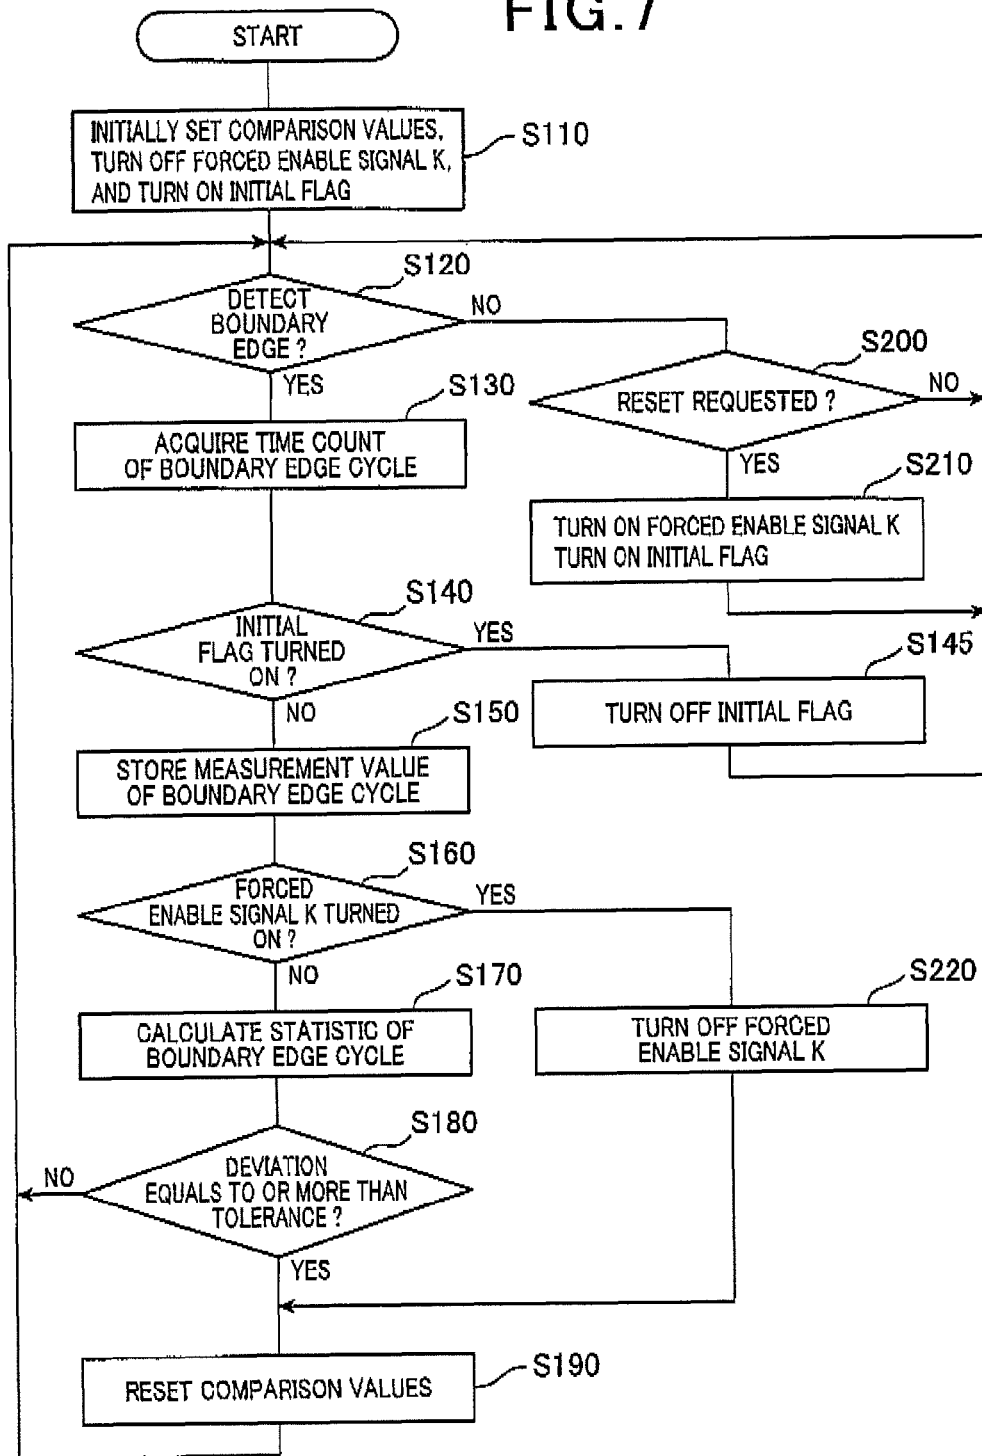 FIG.7
START
INITIALLY SET COMPARISON VALUES,
TURN OFF FORCED ENABLE SIGNAL K,
AND TURN ON INITIAL FLAG
S110
S120
DETECT
BOUNDARY
EDGE ?
NO
YES
S200
RESET REQUESTED ?
NO
YES
S130
ACQUIRE TIME COUNT
OF BOUNDARY EDGE CYCLE
S210
TURN ON FORCED ENABLE SIGNAL K
TURN ON INITIAL FLAG
S140
INITIAL
FLAG TURNED
ON ?
YES
NO
S145
TURN OFF INITIAL FLAG
S150
STORE MEASUREMENT VALUE
OF BOUNDARY EDGE CYCLE
S160
FORCED
ENABLE SIGNAL K TURNED
ON ?
YES
NO
S170
CALCULATE STATISTIC OF
BOUNDARY EDGE CYCLE
S220
TURN OFF FORCED
ENABLE SIGNAL K
S180
DEVIATION
EQUALS TO OR MORE THAN
TOLERANCE ?
NO
YES
S190
RESET COMPARISON VALUES